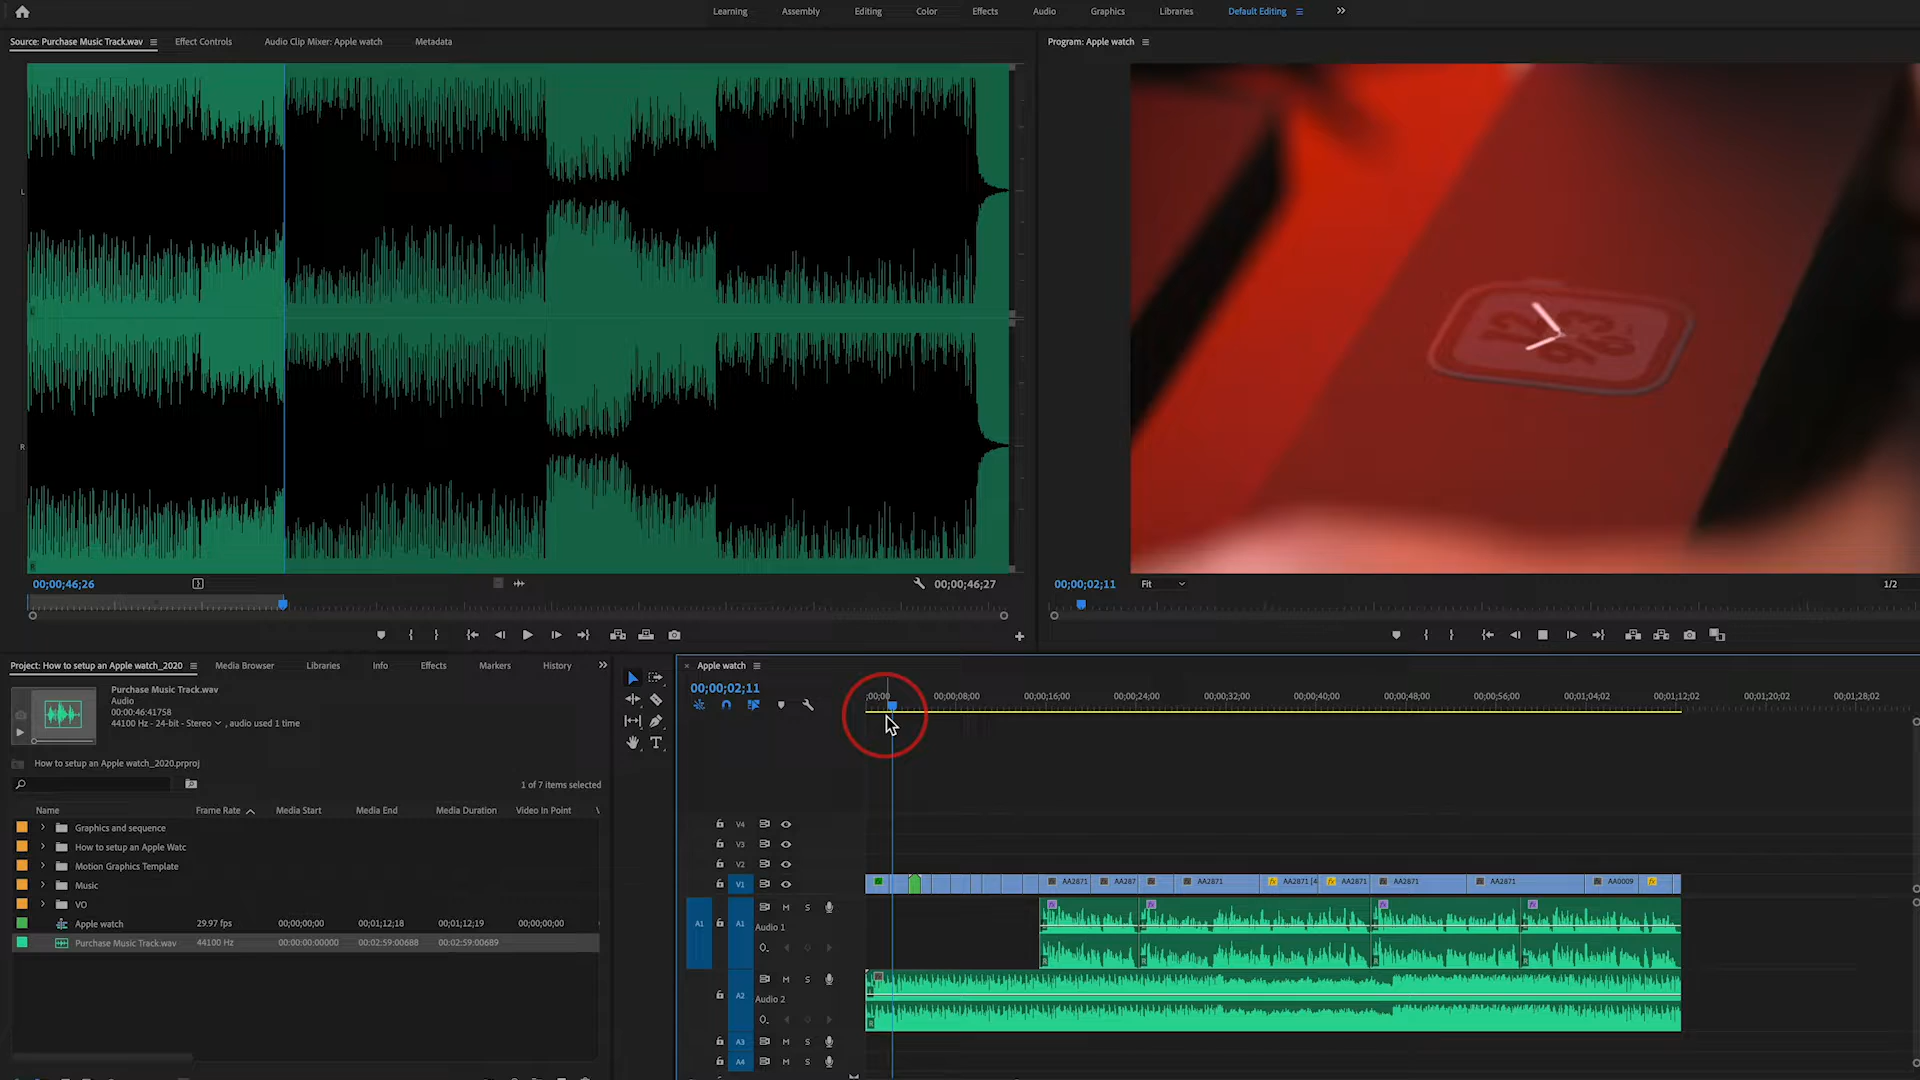 Learning Assembly Editing Color Effects Audio Graphics Libraries Default Editing
Source: Purchase Music Track.wav Effect Controls Audio Clip Mixer: Apple watch Metadata
Program: Apple watch
L
R
00;00;46;26
00;00;46;27
00;00;02;11 Fit 1/2
Project: How to setup an Apple watch_2020 Media Browser Libraries Info Effects Markers History
Purchase Music Track.wav
Audio
00:00:46:41758
44100 Hz - 24-bit - Stereo , audio used 1 time
How to setup an Apple watch_2020.prproj
1 of 7 items selected
Name Frame Rate Media Start Media End Media Duration Video In Point
Graphics and sequence
How to setup an Apple Watc
Motion Graphics Template
Music
VO
Apple watch 29.97 fps 00;00;00;00 00;01;12;18 00;01;12;19 00;00;00;00
Purchase Music Track.wav 44100 Hz 00:00:00:00000 00:02:59:00688 00:02:59:00689
Apple watch
00;00;02;11
;00;00 00;00;08;00 00;00;16;00 00;00;24;00 00;00;32;00 00;00;40;00 00;00;48;00 00;00;56;00 00;01;04;02 00;01;12;02 00;01;20;02 00;01;28;02
V4
V3
V2
V1 AA2871 AA287 AA2871 AA2871 [4 AA2871 AA2871 AA2871 AA0009
A1 A1 M S
Audio 1
M S
A2 Audio 2
A3 M S
A4 M S